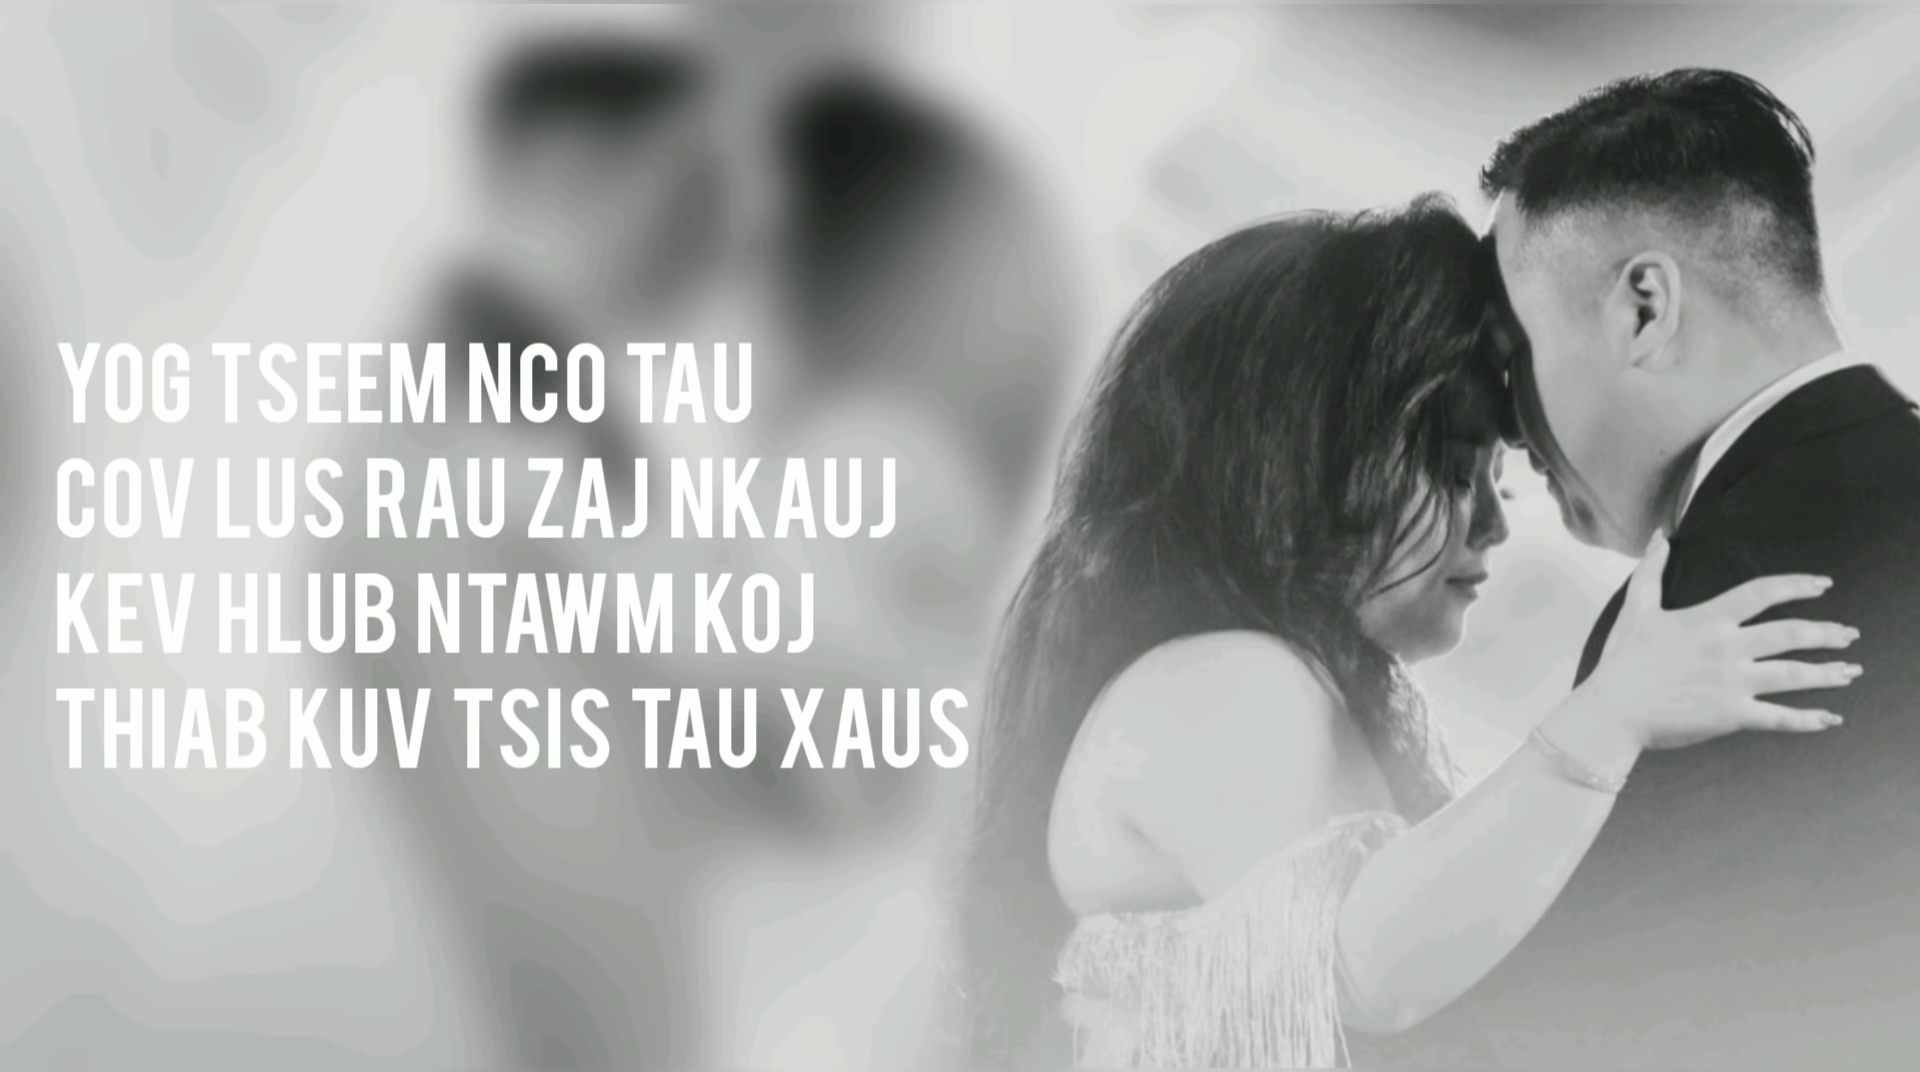 YOG TSEEM NCO TAU
COV LUS RAU ZAJ NKAUJ
KEV HLUB NTAWM KOJ
THIAB KUV TSIS TAU XAUS